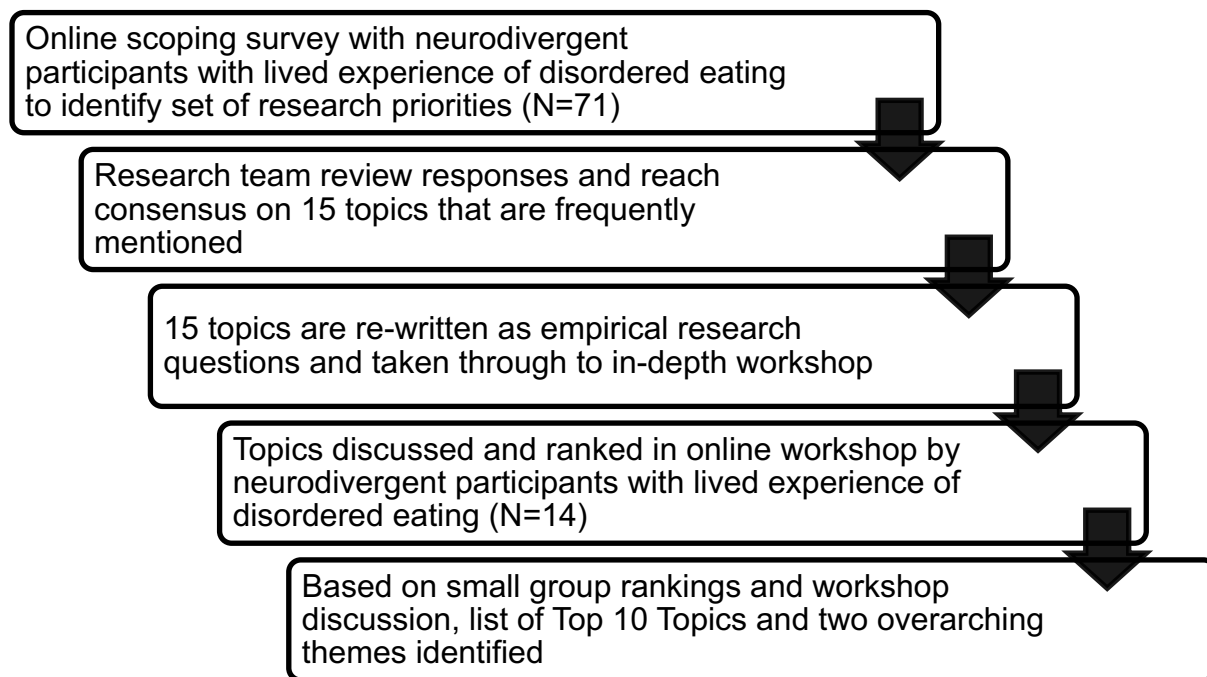 Online scoping survey with neurodivergent
participants with lived experience of disordered eating
to identify set of research priorities (N=71)
Research team review responses and reach
consensus on 15 topics that are frequently
mentioned
15 topics are re-written as empirical research
questions and taken through to in-depth workshop
Topics discussed and ranked in online workshop by
neurodivergent participants with lived experience of
disordered eating (N=14)
Based on small group rankings and workshop
discussion, list of Top 10 Topics and two overarching
themes identified